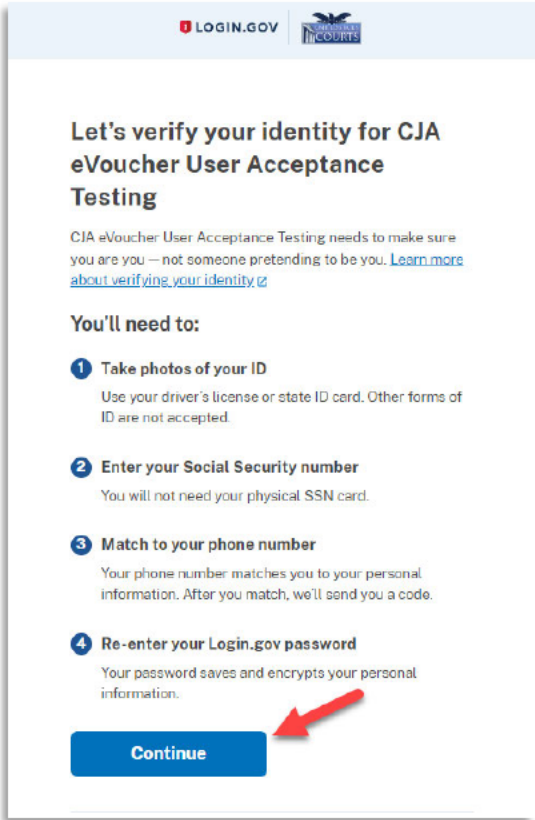 LOGIN.GOV
COURTS
Let's verify your identity for CJA
eVoucher User Acceptance
Testing
CJA eVoucher User Acceptance Testing needs to make sure
you are you — not someone pretending to be you. Learn more
about verifying your identity
You'll need to:
1 Take photos of your ID
Use your driver's license or state ID card. Other forms of
ID are not accepted.
2 Enter your Social Security number
You will not need your physical SSN card.
3 Match to your phone number
Your phone number matches you to your personal
information. After you match, we'll send you a code.
4 Re-enter your Login.gov password
Your password saves and encrypts your personal
information.
Continue